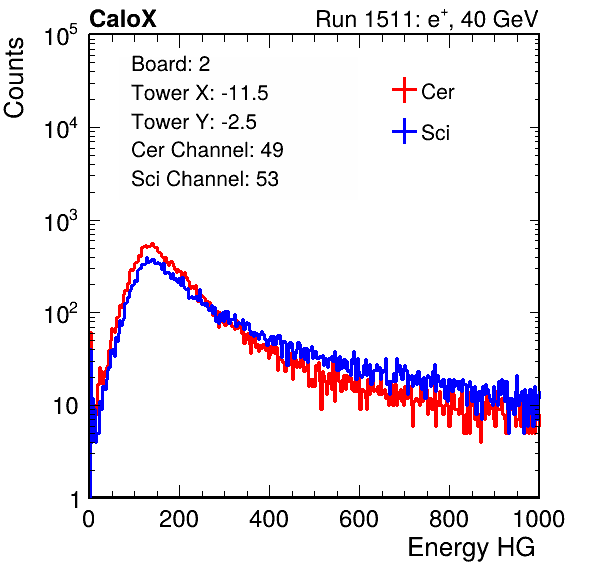 CaloX Run 1511: e⁺, 40 GeV
Counts
Board: 2
Tower X: -11.5
Tower Y: -2.5
Cer Channel: 49
Sci Channel: 53
Cer
Sci
10⁵
10⁴
10³
10²
10
1
0 200 400 600 800 1000
Energy HG